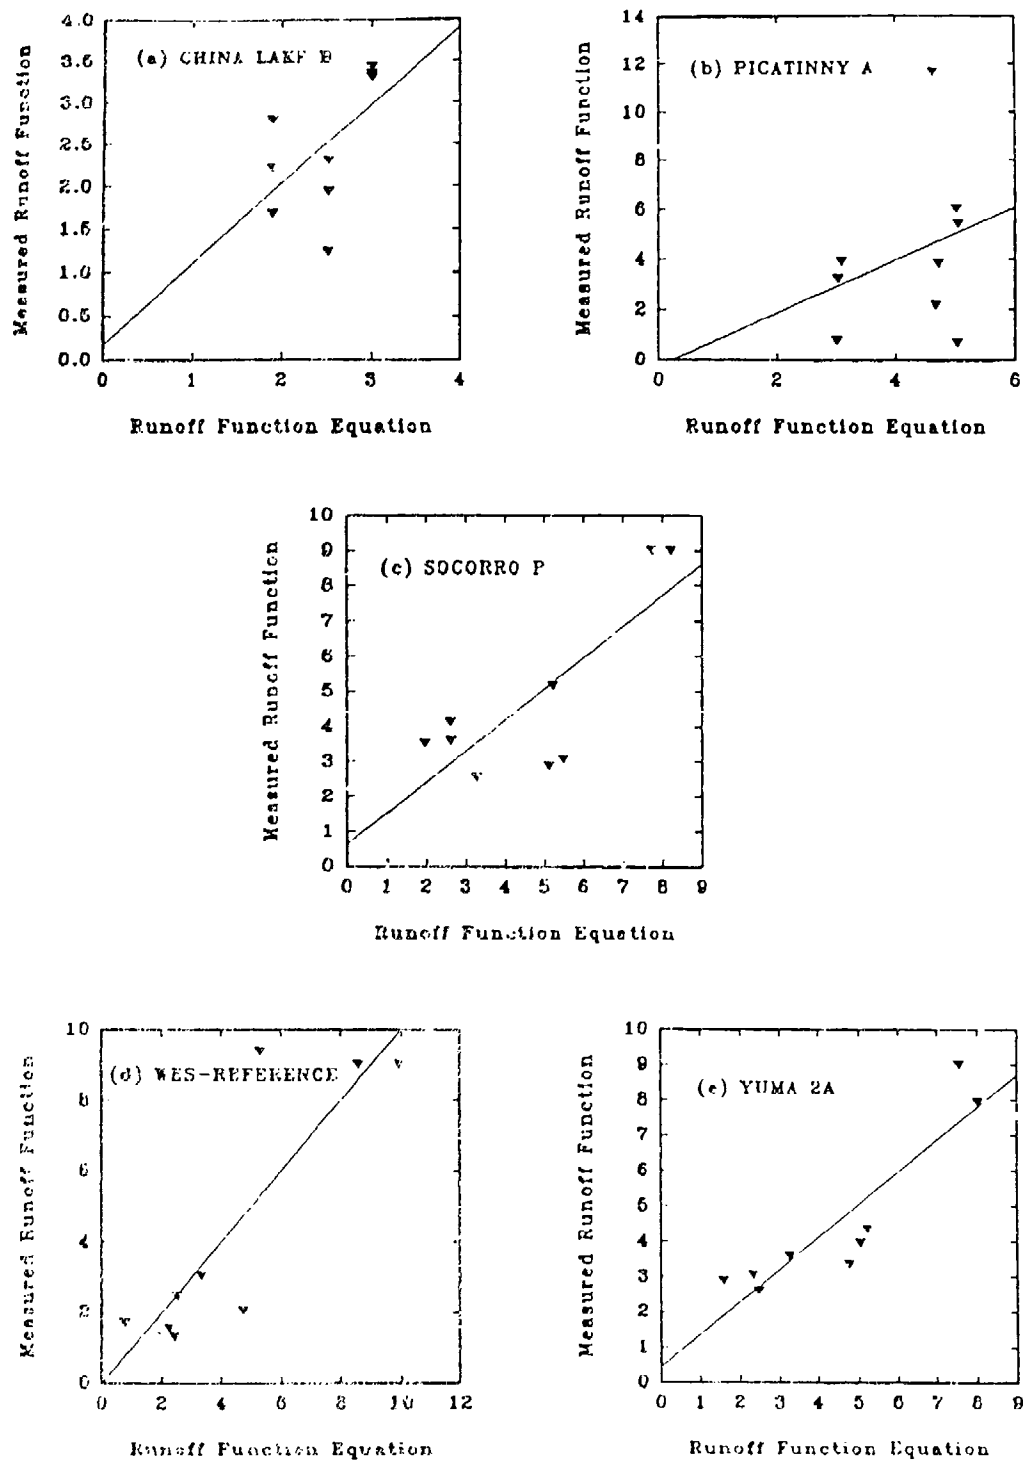 (a) CHINA LAKE B
Measured Runoff Function
4.0
3.5
3.0
2.5
2.0
1.5
1.0
0.5
0.0
0 1 2 3 4
Runoff Function Equation
(b) PICATINNY A
Measured Runoff Function
14
12
10
8
6
4
2
0
0 2 4 6
Runoff Function Equation
(c) SOCORRO P
Measured Runoff Function
10
9
8
7
6
5
4
3
2
1
0
0 1 2 3 4 5 6 7 8 9
Runoff Function Equation
(d) WES-REFERENCE
Measured Runoff Function
10
8
6
4
2
0
0 2 4 6 8 10 12
Runoff Function Equation
(e) YUMA 2A
Measured Runoff Function
10
9
8
7
6
5
4
3
2
1
0
0 1 2 3 4 5 6 7 8 9
Runoff Function Equation